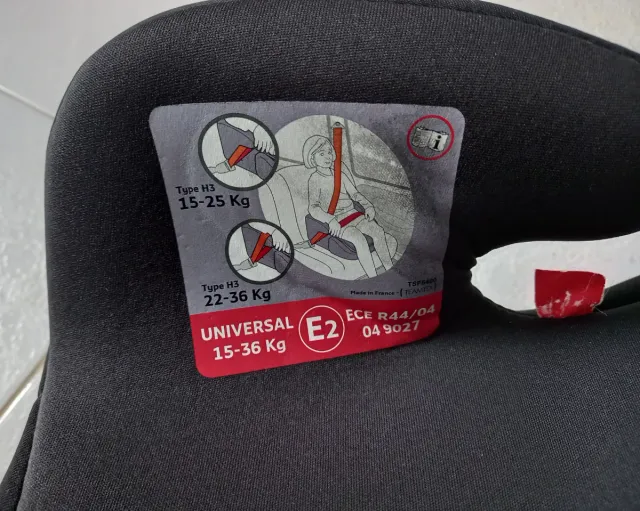 Type H3
15-25 Kg
Type H3
22-36 Kg
i
Made in France
UNIVERSAL
15-36 Kg
E2
ECE R44/04
04 9027